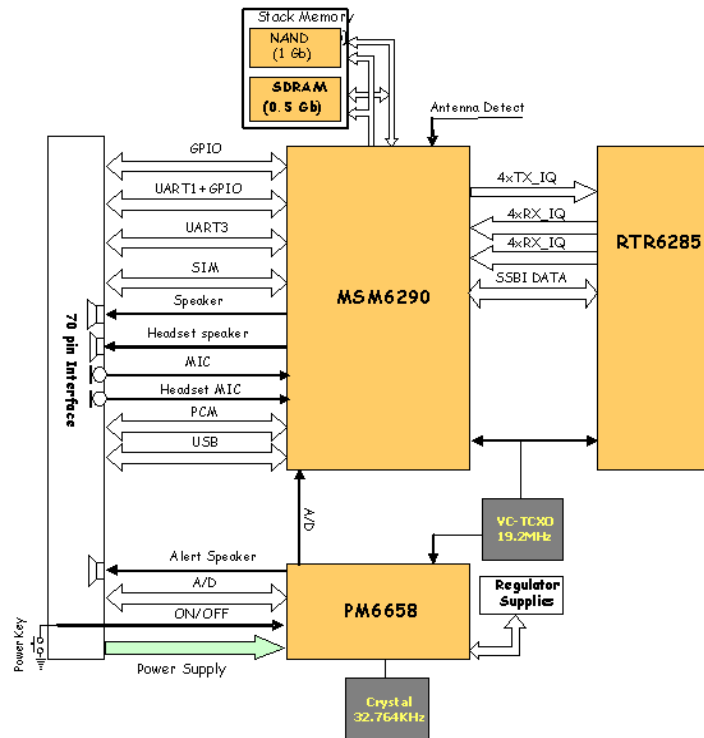 Stack Memory
NAND
(1 Gb)
SDRAM
(0.5 Gb)
Antenna Detect
GPIO
UART1+GPIO
UART3
SIM
Speaker
Headset speaker
MIC
Headset MIC
PCM
USB
70 pin Interface
MSM6290
4xTX_IQ
4xRX_IQ
4xRX_IQ
SSBI DATA
RTR6285
A/D
VC-TCXO
19.2MHz
Alert Speaker
A/D
ON/OFF
Power Key
Power Supply
PM6658
Regulator
Supplies
Crystal
32.764KHz